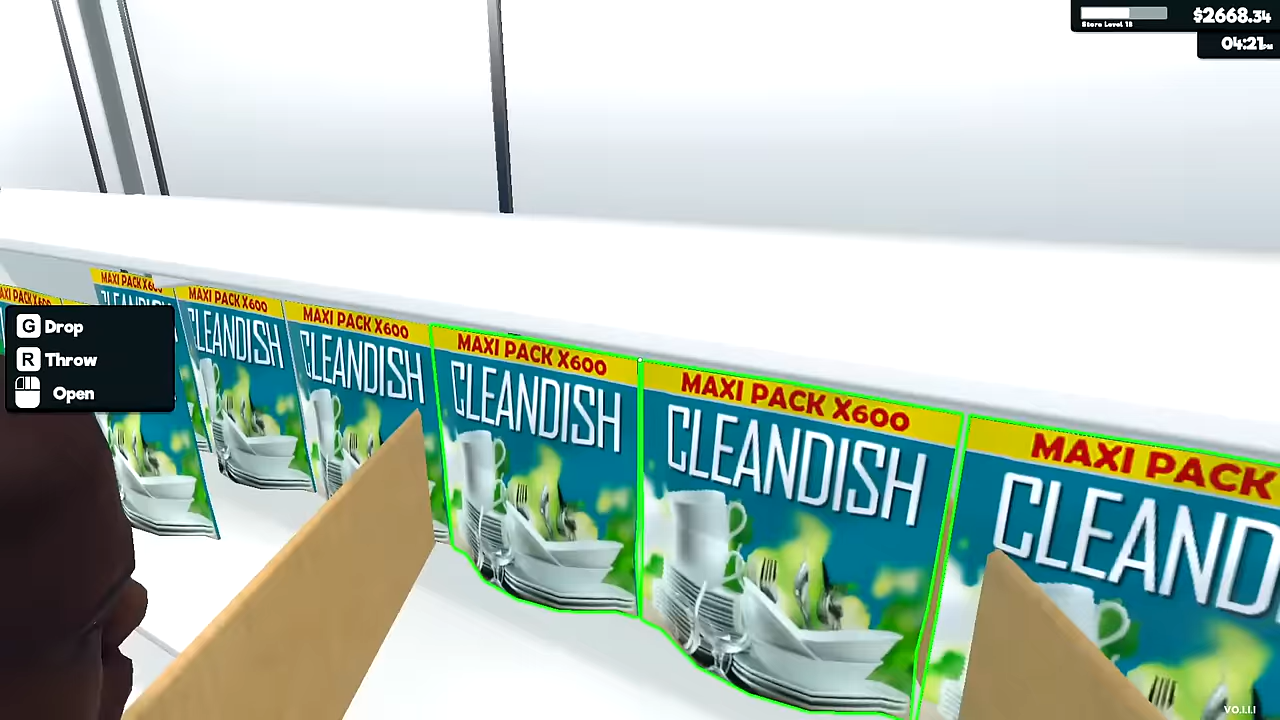 $2668.34
Store Level 18
04:21PM
MAXI PACK X600
MAXI PACK X600
MAXI PACK X600
MAXI PACK X600
MAXI PACK X600
MAXI PACK
CLEANDISH
CLEANDISH
CLEANDISH
CLEANDISH
CLEANDISH
CLEAND
G Drop
R Throw
Open
V0.1.1.1